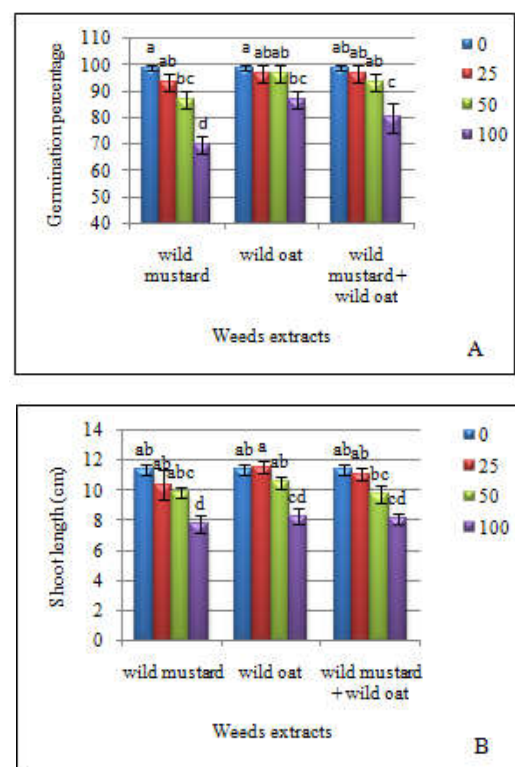 110
100
90
80
70
60
50
40
Germination percentage
a ab bc d
a ab ab bc
ab ab ab c
wild mustard
wild oat
wild mustard+ wild oat
Weeds extracts
0
25
50
100
A
14
12
10
8
6
4
2
0
Shoot length (cm)
ab ab abc d
ab a ab cd
ab ab bc cd
wild mustard
wild oat
wild mustard +wild oat
Weeds extracts
0
25
50
100
B